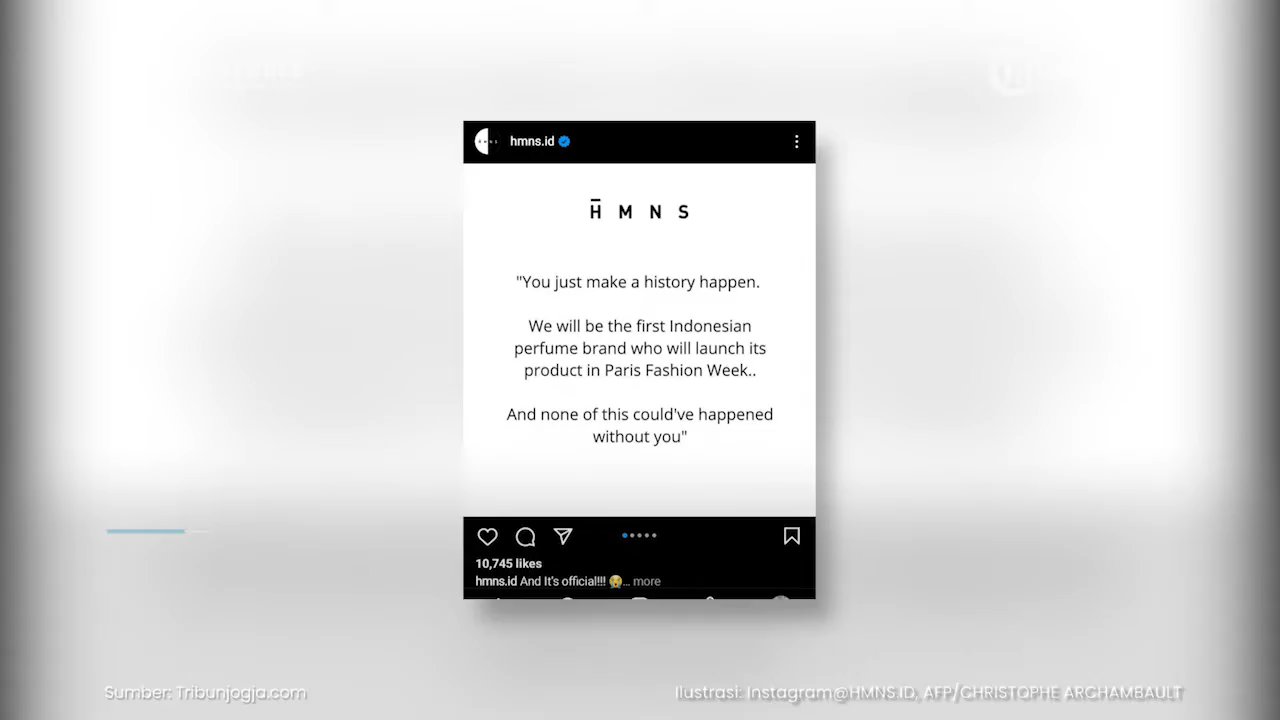 hmns.id
H M N S
"You just make a history happen.
We will be the first Indonesian
perfume brand who will launch its
product in Paris Fashion Week..
And none of this could've happened
without you"
10,745 likes
hmns.id And It's official!!! 😭... more
Sumber: Tribunjogja.com
Ilustrasi: Instagram@HMNS.ID, AFP/CHRISTOPHE ARCHAMBAULT